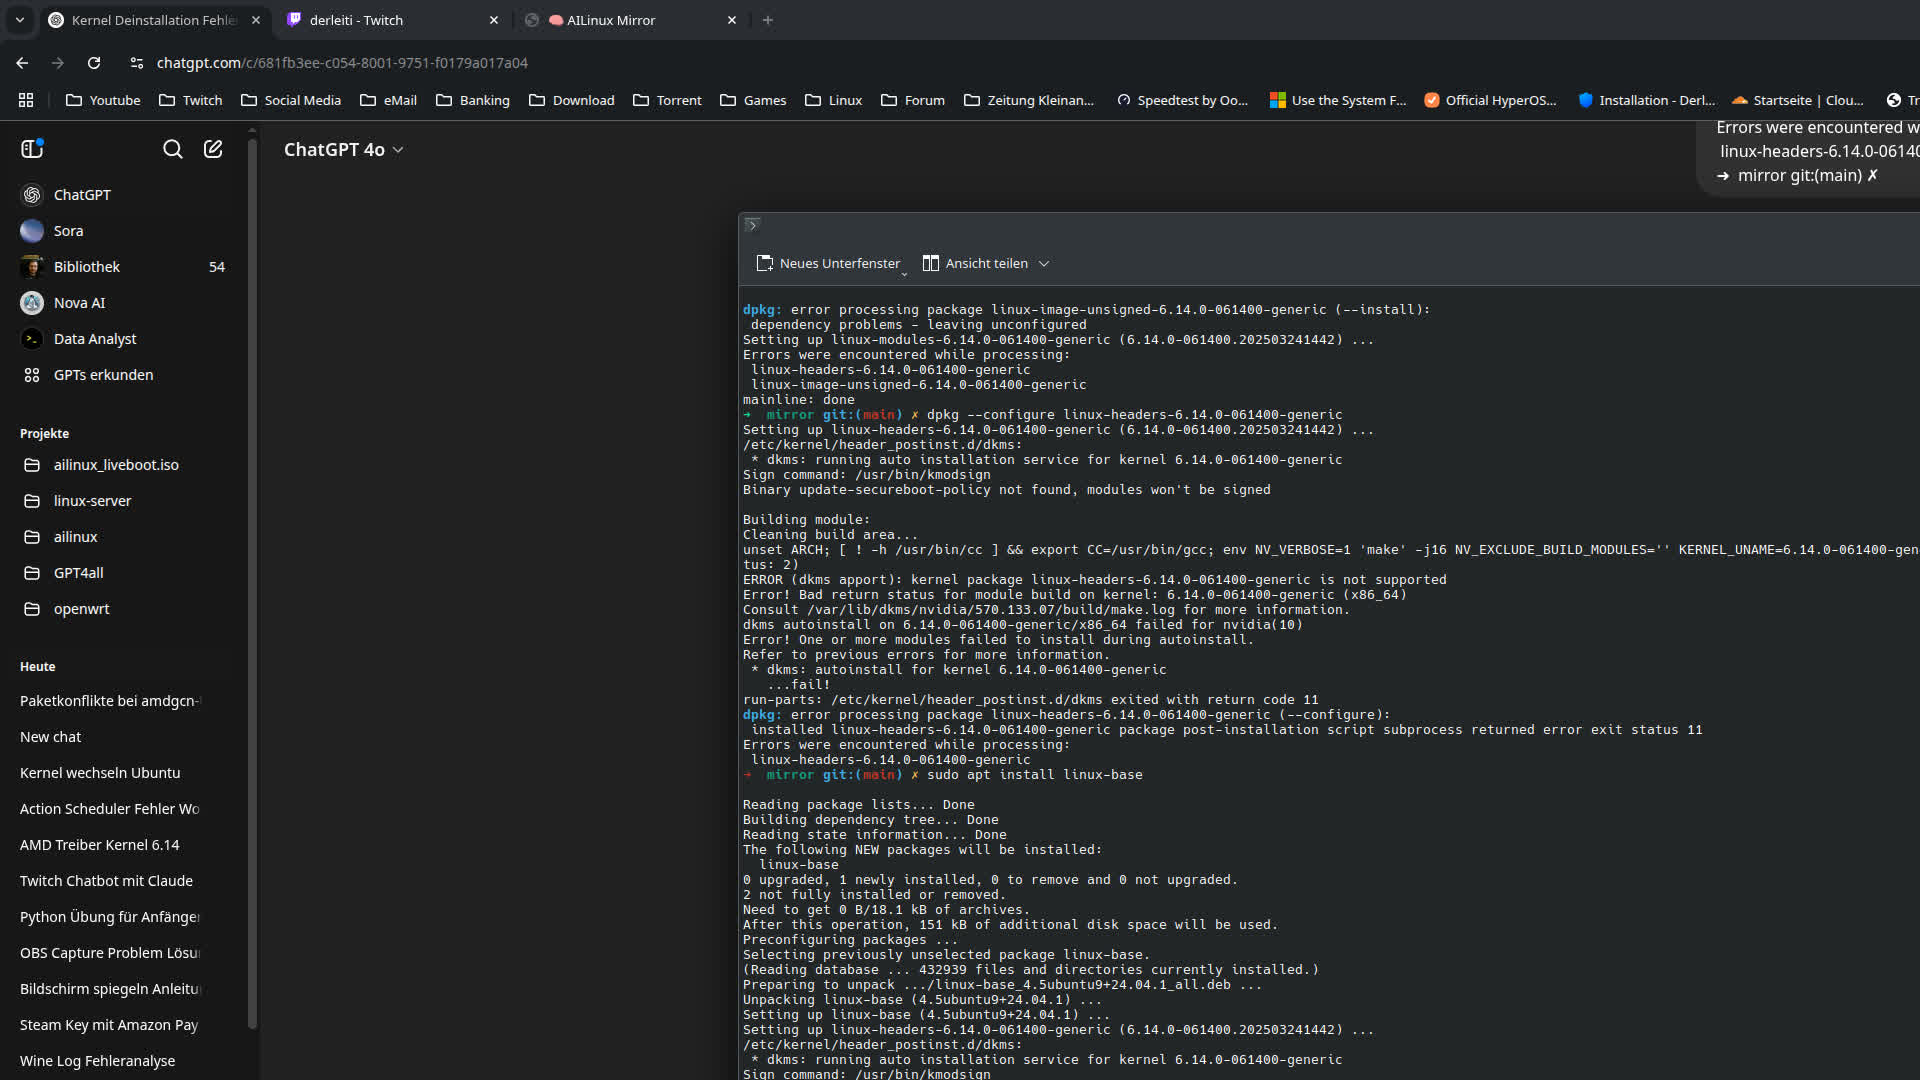 Kernel Deinstallation Fehle
derleiti - Twitch
AILinux Mirror
chatgpt.com/c/681fb3ee-c054-8001-9751-f0179a017a04
Youtube
Twitch
Social Media
eMail
Banking
Download
Torrent
Games
Linux
Forum
Zeitung Kleinan...
Speedtest by Oo...
Use the System F...
Official HyperOS...
Installation - Derl...
Startseite | Clou...
Tr
ChatGPT
Sora
Bibliothek 54
Nova AI
Data Analyst
GPTs erkunden
Projekte
ailinux_liveboot.iso
linux-server
ailinux
GPT4all
openwrt
Heute
Paketkonflikte bei amdgcn-
New chat
Kernel wechseln Ubuntu
Action Scheduler Fehler Wo
AMD Treiber Kernel 6.14
Twitch Chatbot mit Claude
Python Übung für Anfänger
OBS Capture Problem Lösu
Bildschirm spiegeln Anleitu
Steam Key mit Amazon Pay
Wine Log Fehleranalyse
ChatGPT 4o
Errors were encountered w
linux-headers-6.14.0-06140
➜ mirror git:(main) ✗
Neues Unterfenster
Ansicht teilen
dpkg: error processing package linux-image-unsigned-6.14.0-061400-generic (--install):
dependency problems - leaving unconfigured
Setting up linux-modules-6.14.0-061400-generic (6.14.0-061400.202503241442) ...
Errors were encountered while processing:
linux-headers-6.14.0-061400-generic
linux-image-unsigned-6.14.0-061400-generic
mainline: done
➜ mirror git:(main) ✗ dpkg --configure linux-headers-6.14.0-061400-generic
Setting up linux-headers-6.14.0-061400-generic (6.14.0-061400.202503241442) ...
/etc/kernel/header_postinst.d/dkms:
* dkms: running auto installation service for kernel 6.14.0-061400-generic
Sign command: /usr/bin/kmodsign
Binary update-secureboot-policy not found, modules won't be signed
Building module:
Cleaning build area...
unset ARCH; [ ! -h /usr/bin/cc ] && export CC=/usr/bin/gcc; env NV_VERBOSE=1 'make' -j16 NV_EXCLUDE_BUILD_MODULES='' KERNEL_UNAME=6.14.0-061400-gen
tus: 2)
ERROR (dkms apport): kernel package linux-headers-6.14.0-061400-generic is not supported
Error! Bad return status for module build on kernel: 6.14.0-061400-generic (x86_64)
Consult /var/lib/dkms/nvidia/570.133.07/build/make.log for more information.
dkms autoinstall on 6.14.0-061400-generic/x86_64 failed for nvidia(10)
Error! One or more modules failed to install during autoinstall.
Refer to previous errors for more information.
* dkms: autoinstall for kernel 6.14.0-061400-generic
...fail!
run-parts: /etc/kernel/header_postinst.d/dkms exited with return code 11
dpkg: error processing package linux-headers-6.14.0-061400-generic (--configure):
installed linux-headers-6.14.0-061400-generic package post-installation script subprocess returned error exit status 11
Errors were encountered while processing:
linux-headers-6.14.0-061400-generic
➜ mirror git:(main) ✗ sudo apt install linux-base
Reading package lists... Done
Building dependency tree... Done
Reading state information... Done
The following NEW packages will be installed:
linux-base
0 upgraded, 1 newly installed, 0 to remove and 0 not upgraded.
2 not fully installed or removed.
Need to get 0 B/18.1 kB of archives.
After this operation, 151 kB of additional disk space will be used.
Preconfiguring packages ...
Selecting previously unselected package linux-base.
(Reading database ... 432939 files and directories currently installed.)
Preparing to unpack .../linux-base_4.5ubuntu9+24.04.1_all.deb ...
Unpacking linux-base (4.5ubuntu9+24.04.1) ...
Setting up linux-base (4.5ubuntu9+24.04.1) ...
Setting up linux-headers-6.14.0-061400-generic (6.14.0-061400.202503241442) ...
/etc/kernel/header_postinst.d/dkms:
* dkms: running auto installation service for kernel 6.14.0-061400-generic
Sign command: /usr/bin/kmodsign